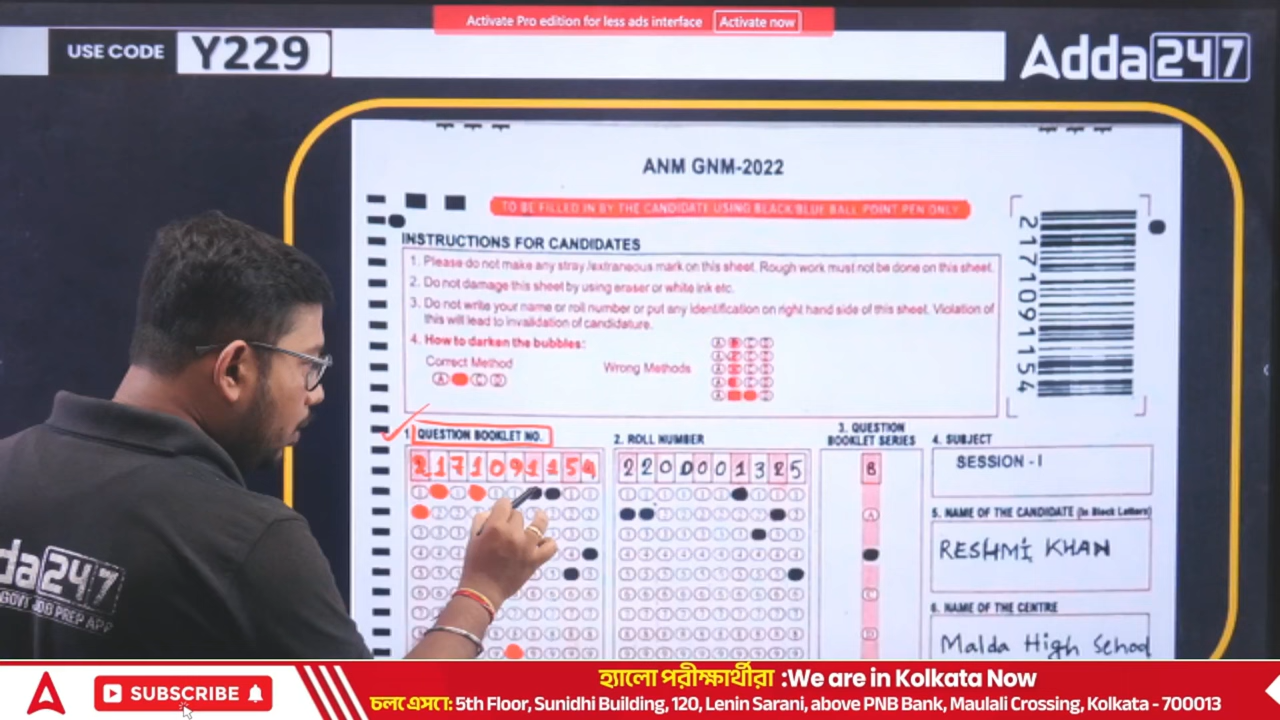 Activate Pro edition for less ads interface Activate now
USE CODE Y229
Adda247
ANM GNM-2022
TO BE FILLED IN BY THE CANDIDATE USING BLACK/BLUE BALL POINT PEN ONLY
INSTRUCTIONS FOR CANDIDATES
1. Please do not make any stray /extraneous mark on this sheet. Rough work must not be done on this sheet.
2. Do not damage this sheet by using eraser or white ink etc.
3. Do not write your name or roll number or put any identification on right hand side of this sheet. Violation of
this will lead to invalidation of candidature.
4. How to darken the bubbles:
Correct Method
Wrong Methods
2171091154
1. QUESTION BOOKLET NO.
2171091154
2. ROLL NUMBER
2200001325
3. QUESTION
BOOKLET SERIES
B
4. SUBJECT
SESSION - I
5. NAME OF THE CANDIDATE (In Block Letters)
RESHMI KHAN
6. NAME OF THE CENTRE
Malda High School
da247
GOVT JOB PREP APP
SUBSCRIBE
হ্যালো পরীক্ষার্থীরা :We are in Kolkata Now
চলে এসো: 5th Floor, Sunidhi Building, 120, Lenin Sarani, above PNB Bank, Maulali Crossing, Kolkata - 700013